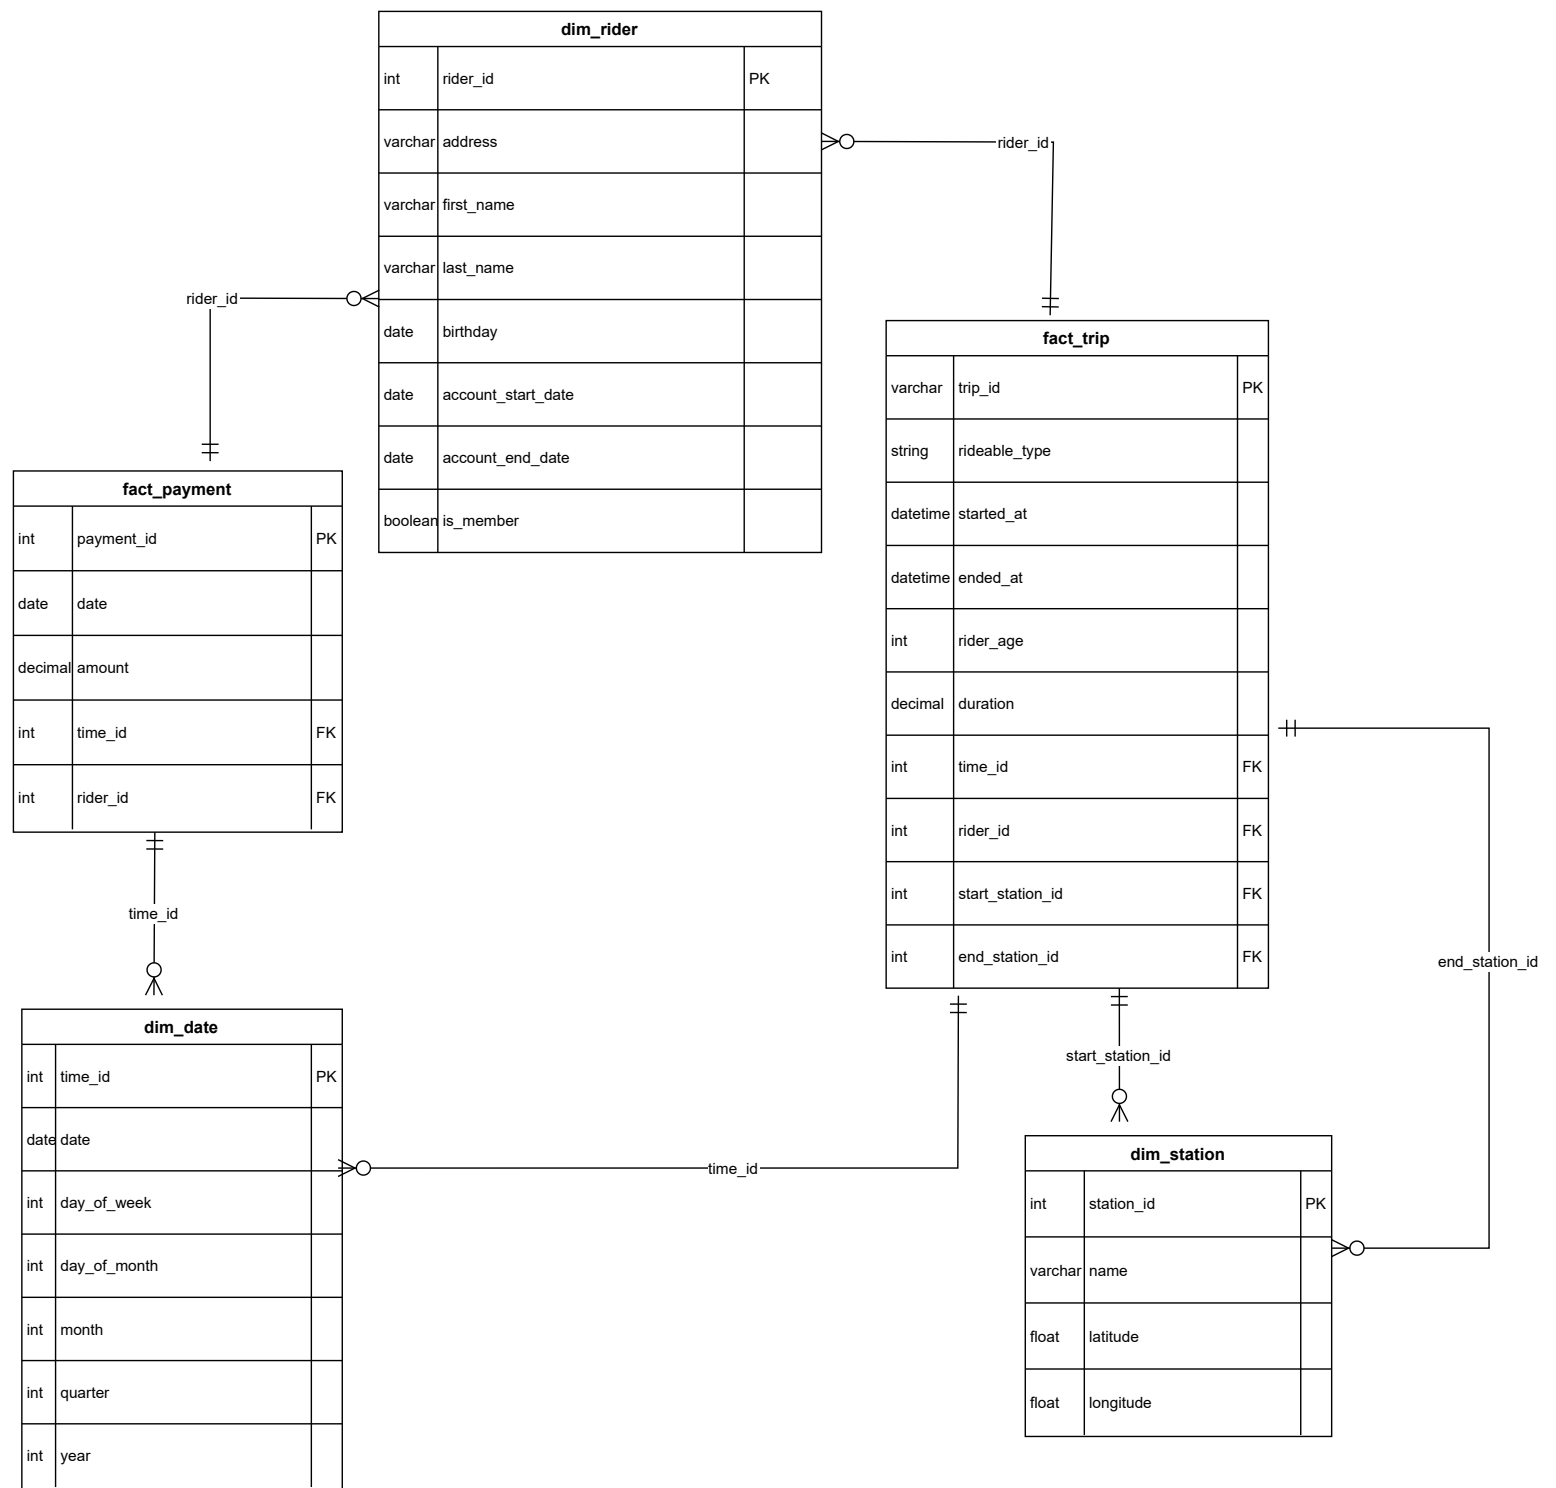 dim_rider
int rider_id PK
varchar address
varchar first_name
varchar last_name
date birthday
date account_start_date
date account_end_date
boolean is_member
rider_id
rider_id
fact_trip
varchar trip_id PK
string rideable_type
datetime started_at
datetime ended_at
int rider_age
decimal duration
int time_id FK
int rider_id FK
int start_station_id FK
int end_station_id FK
fact_payment
int payment_id PK
date date
decimal amount
int time_id FK
int rider_id FK
time_id
end_station_id
start_station_id
time_id
dim_date
int time_id PK
date date
int day_of_week
int day_of_month
int month
int quarter
int year
dim_station
int station_id PK
varchar name
float latitude
float longitude